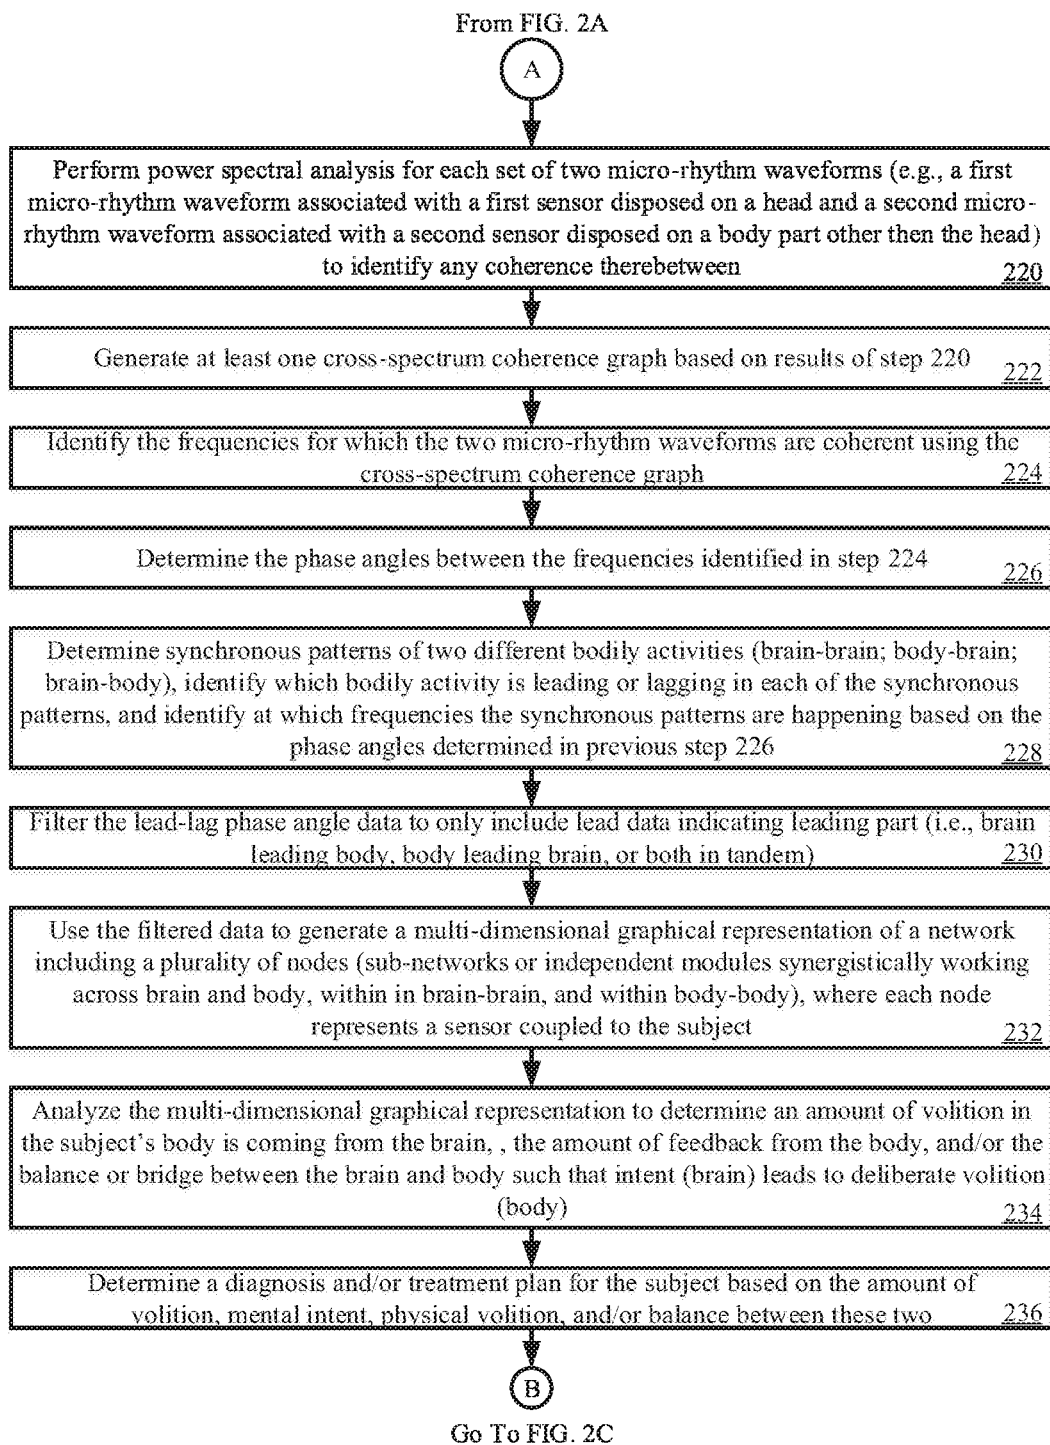 From FIG. 2A
A
Perform power spectral analysis for each set of two micro-rhythm waveforms (e.g., a first
micro-rhythm waveform associated with a first sensor disposed on a head and a second micro-
rhythm waveform associated with a second sensor disposed on a body part other then the head)
to identify any coherence therebetween
220
Generate at least one cross-spectrum coherence graph based on results of step 220
222
Identify the frequencies for which the two micro-rhythm waveforms are coherent using the
cross-spectrum coherence graph
224
Determine the phase angles between the frequencies identified in step 224
226
Determine synchronous patterns of two different bodily activities (brain-brain; body-brain;
brain-body), identify which bodily activity is leading or lagging in each of the synchronous
patterns, and identify at which frequencies the synchronous patterns are happening based on the
phase angles determined in previous step 226
228
Filter the lead-lag phase angle data to only include lead data indicating leading part (i.e., brain
leading body, body leading brain, or both in tandem)
230
Use the filtered data to generate a multi-dimensional graphical representation of a network
including a plurality of nodes (sub-networks or independent modules synergistically working
across brain and body, within in brain-brain, and within body-body), where each node
represents a sensor coupled to the subject
232
Analyze the multi-dimensional graphical representation to determine an amount of volition in
the subject's body is coming from the brain, , the amount of feedback from the body, and/or the
balance or bridge between the brain and body such that intent (brain) leads to deliberate volition
(body)
234
Determine a diagnosis and/or treatment plan for the subject based on the amount of
volition, mental intent, physical volition, and/or balance between these two
236
B
Go To FIG. 2C